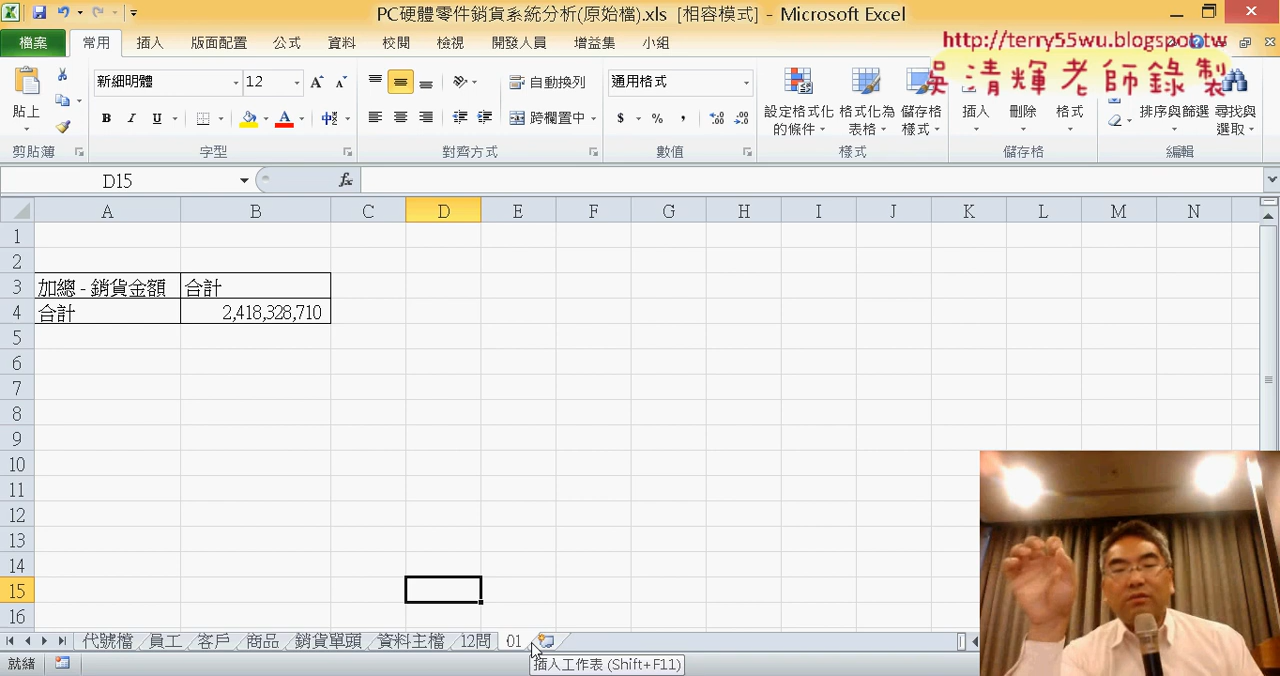 PC硬體零件銷貨系統分析(原始檔).xls [相容模式] - Microsoft Excel
檔案 常用 插入 版面配置 公式 資料 校閱 檢視 開發人員 增益集 小組
http://terry55wu.blogspot.tw
吳清輝老師錄製
新細明體 12 自動換列 通用格式
貼上 B I U A 中 跨欄置中 $ % ,
設定格式化的條件 格式化為表格 儲存格樣式 插入 刪除 格式 排序與篩選 尋找與選取
剪貼簿 字型 對齊方式 數值 樣式 儲存格 編輯
D15 fx
A B C D E F G H I J K L M N
1
2
3 加總 - 銷貨金額 合計
4 合計 2,418,328,710
5
6
7
8
9
10
11
12
13
14
15
16
代號檔 員工 客戶 商品 銷貨單頭 資料主檔 12問 01
就緒 插入工作表 (Shift+F11)